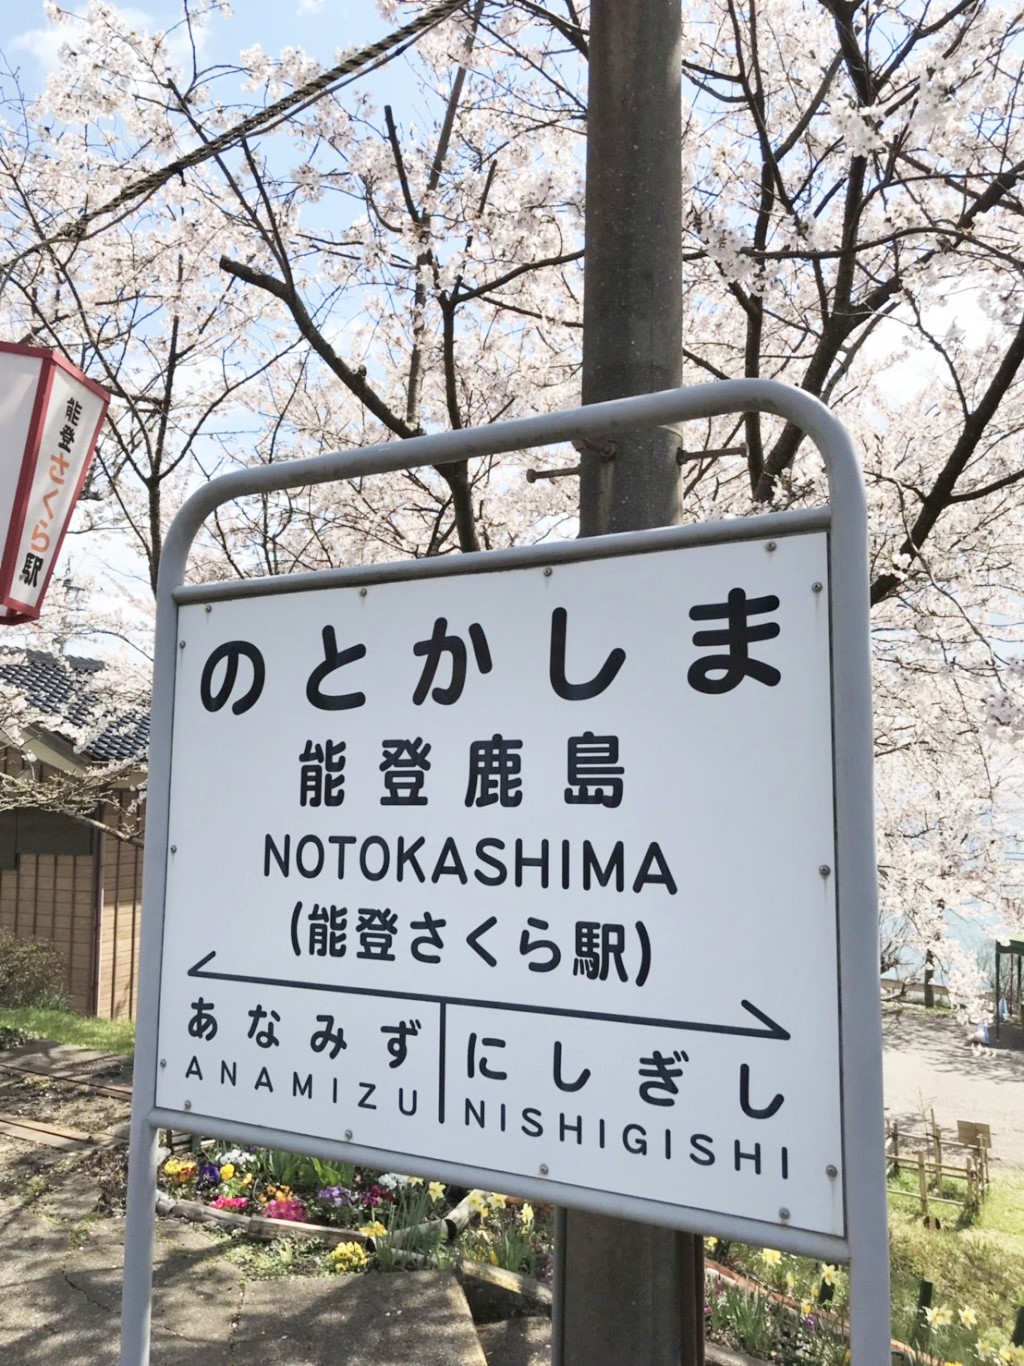 能登さくら駅
のとかしま
能登鹿島
NOTOKASHIMA
(能登さくら駅)
あなみず にしぎし
ANAMIZU NISHIGISHI